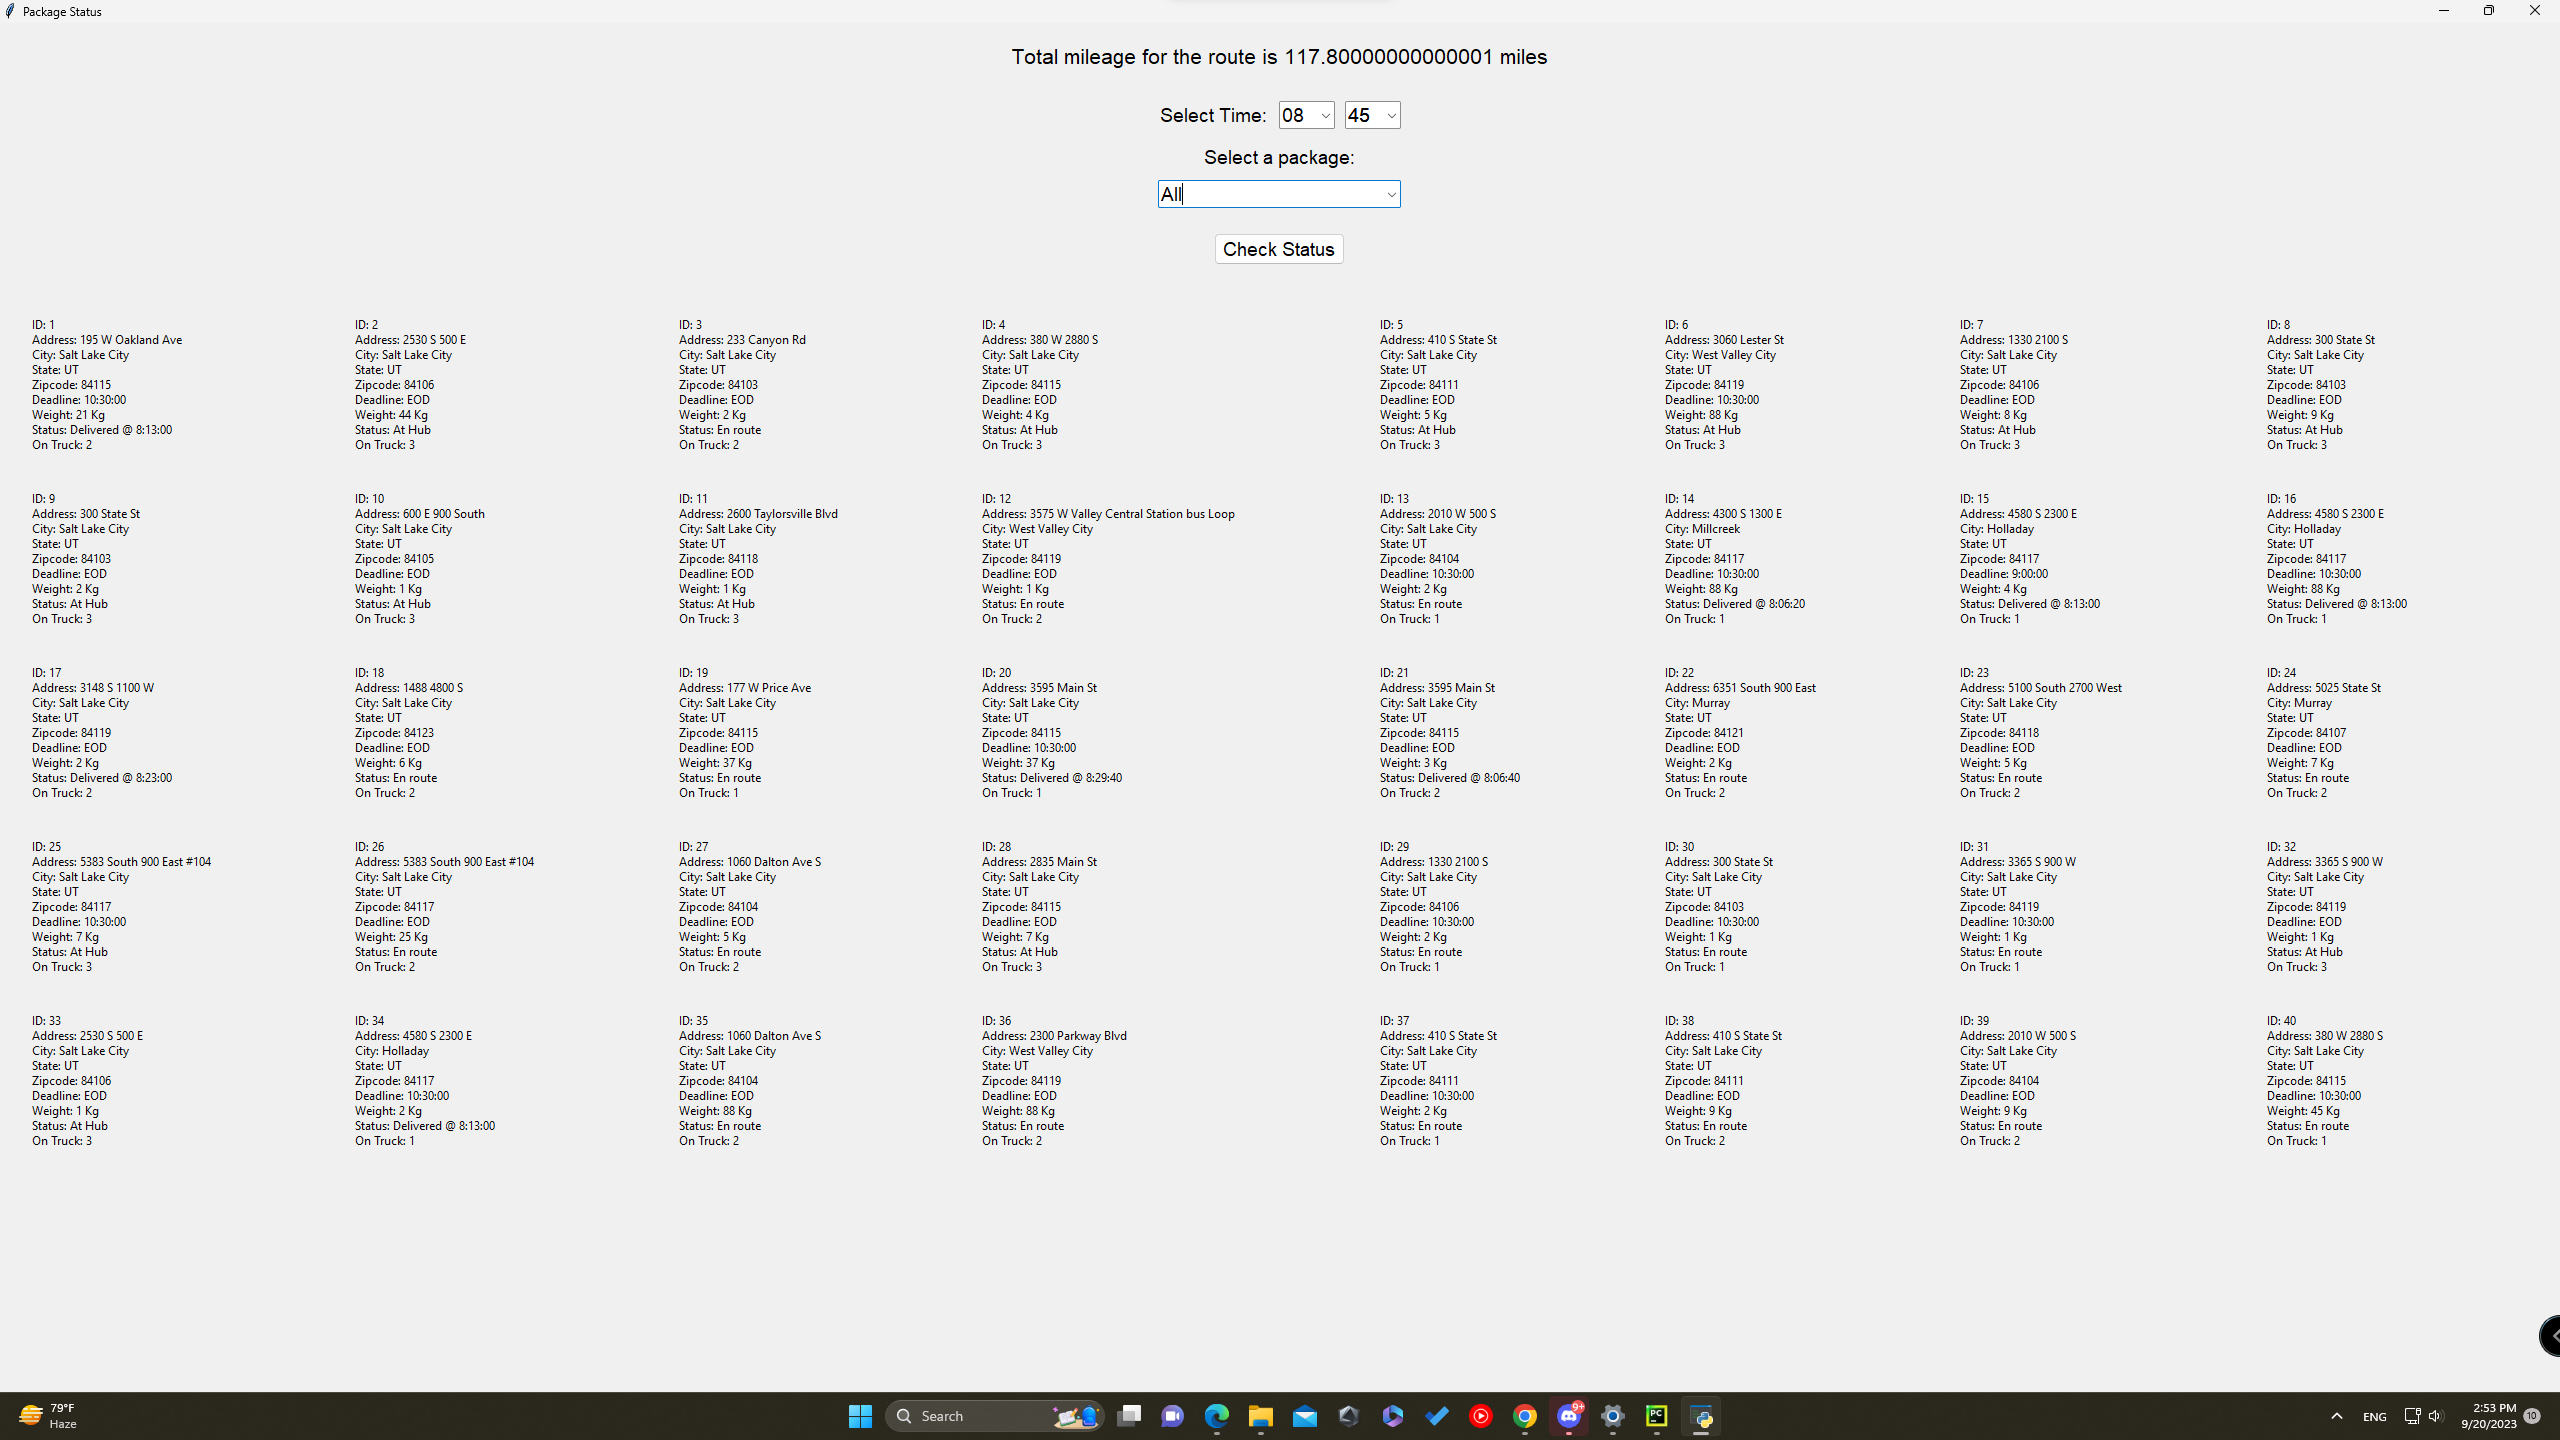 Package Status
Total mileage for the route is 117.80000000000001 miles
Select Time: 08 45
Select a package:
All
Check Status
ID: 1
Address: 195 W Oakland Ave
City: Salt Lake City
State: UT
Zipcode: 84115
Deadline: 10:30:00
Weight: 21 Kg
Status: Delivered @ 8:13:00
On Truck: 2
ID: 2
Address: 2530 S 500 E
City: Salt Lake City
State: UT
Zipcode: 84106
Deadline: EOD
Weight: 44 Kg
Status: At Hub
On Truck: 3
ID: 3
Address: 233 Canyon Rd
City: Salt Lake City
State: UT
Zipcode: 84103
Deadline: EOD
Weight: 2 Kg
Status: En route
On Truck: 2
ID: 4
Address: 380 W 2880 S
City: Salt Lake City
State: UT
Zipcode: 84115
Deadline: EOD
Weight: 4 Kg
Status: At Hub
On Truck: 3
ID: 5
Address: 410 S State St
City: Salt Lake City
State: UT
Zipcode: 84111
Deadline: EOD
Weight: 5 Kg
Status: At Hub
On Truck: 3
ID: 6
Address: 3060 Lester St
City: West Valley City
State: UT
Zipcode: 84119
Deadline: 10:30:00
Weight: 88 Kg
Status: At Hub
On Truck: 3
ID: 7
Address: 1330 2100 S
City: Salt Lake City
State: UT
Zipcode: 84106
Deadline: EOD
Weight: 8 Kg
Status: At Hub
On Truck: 3
ID: 8
Address: 300 State St
City: Salt Lake City
State: UT
Zipcode: 84103
Deadline: EOD
Weight: 9 Kg
Status: At Hub
On Truck: 3
ID: 9
Address: 300 State St
City: Salt Lake City
State: UT
Zipcode: 84103
Deadline: EOD
Weight: 2 Kg
Status: At Hub
On Truck: 3
ID: 10
Address: 600 E 900 South
City: Salt Lake City
State: UT
Zipcode: 84105
Deadline: EOD
Weight: 1 Kg
Status: At Hub
On Truck: 3
ID: 11
Address: 2600 Taylorsville Blvd
City: Salt Lake City
State: UT
Zipcode: 84118
Deadline: EOD
Weight: 1 Kg
Status: At Hub
On Truck: 3
ID: 12
Address: 3575 W Valley Central Station bus Loop
City: West Valley City
State: UT
Zipcode: 84119
Deadline: EOD
Weight: 1 Kg
Status: En route
On Truck: 2
ID: 13
Address: 2010 W 500 S
City: Salt Lake City
State: UT
Zipcode: 84104
Deadline: 10:30:00
Weight: 2 Kg
Status: En route
On Truck: 1
ID: 14
Address: 4300 S 1300 E
City: Millcreek
State: UT
Zipcode: 84117
Deadline: 10:30:00
Weight: 88 Kg
Status: Delivered @ 8:06:20
On Truck: 1
ID: 15
Address: 4580 S 2300 E
City: Holladay
State: UT
Zipcode: 84117
Deadline: 9:00:00
Weight: 4 Kg
Status: Delivered @ 8:13:00
On Truck: 1
ID: 16
Address: 4580 S 2300 E
City: Holladay
State: UT
Zipcode: 84117
Deadline: 10:30:00
Weight: 88 Kg
Status: Delivered @ 8:13:00
On Truck: 1
ID: 17
Address: 3148 S 1100 W
City: Salt Lake City
State: UT
Zipcode: 84119
Deadline: EOD
Weight: 2 Kg
Status: Delivered @ 8:23:00
On Truck: 2
ID: 18
Address: 1488 4800 S
City: Salt Lake City
State: UT
Zipcode: 84123
Deadline: EOD
Weight: 6 Kg
Status: En route
On Truck: 2
ID: 19
Address: 177 W Price Ave
City: Salt Lake City
State: UT
Zipcode: 84115
Deadline: EOD
Weight: 37 Kg
Status: En route
On Truck: 1
ID: 20
Address: 3595 Main St
City: Salt Lake City
State: UT
Zipcode: 84115
Deadline: 10:30:00
Weight: 37 Kg
Status: Delivered @ 8:29:40
On Truck: 1
ID: 21
Address: 3595 Main St
City: Salt Lake City
State: UT
Zipcode: 84115
Deadline: EOD
Weight: 3 Kg
Status: Delivered @ 8:06:40
On Truck: 2
ID: 22
Address: 6351 South 900 East
City: Murray
State: UT
Zipcode: 84121
Deadline: EOD
Weight: 2 Kg
Status: En route
On Truck: 2
ID: 23
Address: 5100 South 2700 West
City: Salt Lake City
State: UT
Zipcode: 84118
Deadline: EOD
Weight: 5 Kg
Status: En route
On Truck: 2
ID: 24
Address: 5025 State St
City: Murray
State: UT
Zipcode: 84107
Deadline: EOD
Weight: 7 Kg
Status: En route
On Truck: 2
ID: 25
Address: 5383 South 900 East #104
City: Salt Lake City
State: UT
Zipcode: 84117
Deadline: 10:30:00
Weight: 7 Kg
Status: At Hub
On Truck: 3
ID: 26
Address: 5383 South 900 East #104
City: Salt Lake City
State: UT
Zipcode: 84117
Deadline: EOD
Weight: 25 Kg
Status: En route
On Truck: 2
ID: 27
Address: 1060 Dalton Ave S
City: Salt Lake City
State: UT
Zipcode: 84104
Deadline: EOD
Weight: 5 Kg
Status: En route
On Truck: 2
ID: 28
Address: 2835 Main St
City: Salt Lake City
State: UT
Zipcode: 84115
Deadline: EOD
Weight: 7 Kg
Status: At Hub
On Truck: 3
ID: 29
Address: 1330 2100 S
City: Salt Lake City
State: UT
Zipcode: 84106
Deadline: 10:30:00
Weight: 2 Kg
Status: En route
On Truck: 1
ID: 30
Address: 300 State St
City: Salt Lake City
State: UT
Zipcode: 84103
Deadline: 10:30:00
Weight: 1 Kg
Status: En route
On Truck: 1
ID: 31
Address: 3365 S 900 W
City: Salt Lake City
State: UT
Zipcode: 84119
Deadline: 10:30:00
Weight: 1 Kg
Status: En route
On Truck: 1
ID: 32
Address: 3365 S 900 W
City: Salt Lake City
State: UT
Zipcode: 84119
Deadline: EOD
Weight: 1 Kg
Status: At Hub
On Truck: 3
ID: 33
Address: 2530 S 500 E
City: Salt Lake City
State: UT
Zipcode: 84106
Deadline: EOD
Weight: 1 Kg
Status: At Hub
On Truck: 3
ID: 34
Address: 4580 S 2300 E
City: Holladay
State: UT
Zipcode: 84117
Deadline: 10:30:00
Weight: 2 Kg
Status: Delivered @ 8:13:00
On Truck: 1
ID: 35
Address: 1060 Dalton Ave S
City: Salt Lake City
State: UT
Zipcode: 84104
Deadline: EOD
Weight: 88 Kg
Status: En route
On Truck: 2
ID: 36
Address: 2300 Parkway Blvd
City: West Valley City
State: UT
Zipcode: 84119
Deadline: EOD
Weight: 88 Kg
Status: En route
On Truck: 2
ID: 37
Address: 410 S State St
City: Salt Lake City
State: UT
Zipcode: 84111
Deadline: 10:30:00
Weight: 2 Kg
Status: En route
On Truck: 1
ID: 38
Address: 410 S State St
City: Salt Lake City
State: UT
Zipcode: 84111
Deadline: EOD
Weight: 9 Kg
Status: En route
On Truck: 2
ID: 39
Address: 2010 W 500 S
City: Salt Lake City
State: UT
Zipcode: 84104
Deadline: EOD
Weight: 9 Kg
Status: En route
On Truck: 2
ID: 40
Address: 380 W 2880 S
City: Salt Lake City
State: UT
Zipcode: 84115
Deadline: 10:30:00
Weight: 45 Kg
Status: En route
On Truck: 1
79°F
Haze
Search
9+
PC
ENG
2:53 PM
9/20/2023
10